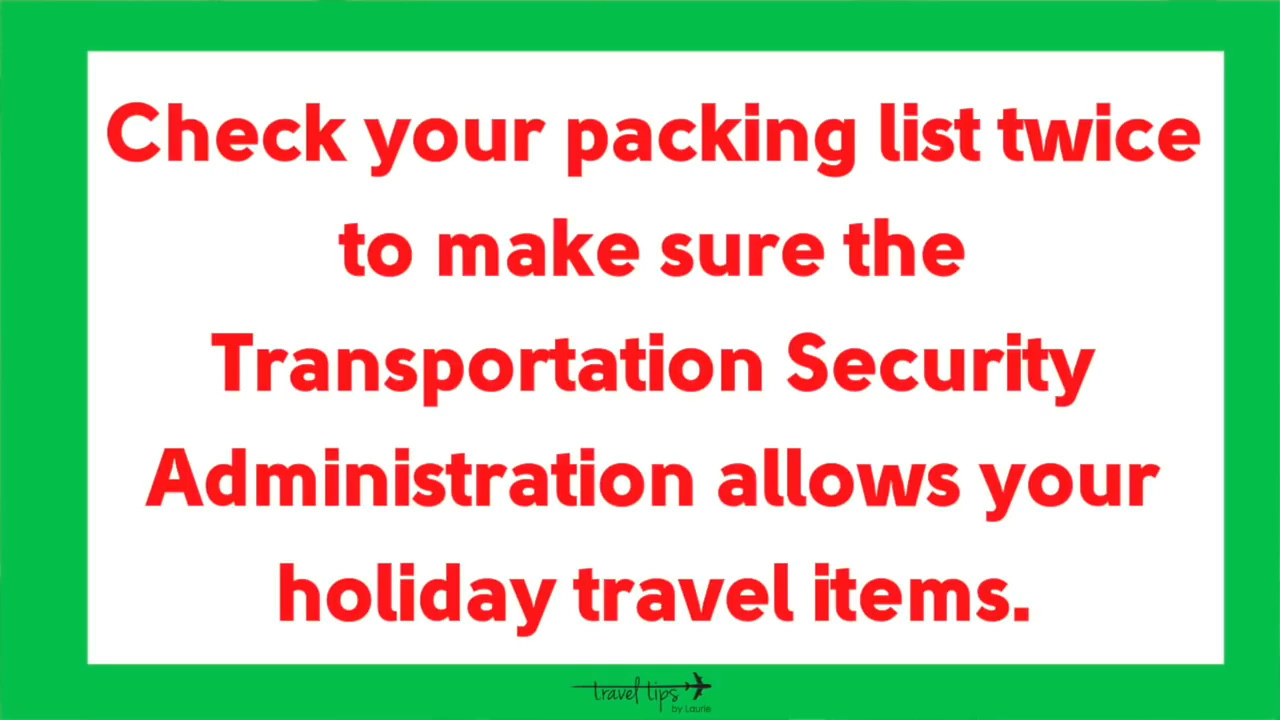 Check your packing list twice
to make sure the
Transportation Security
Administration allows your
holiday travel items.
travel tips
by Laurie